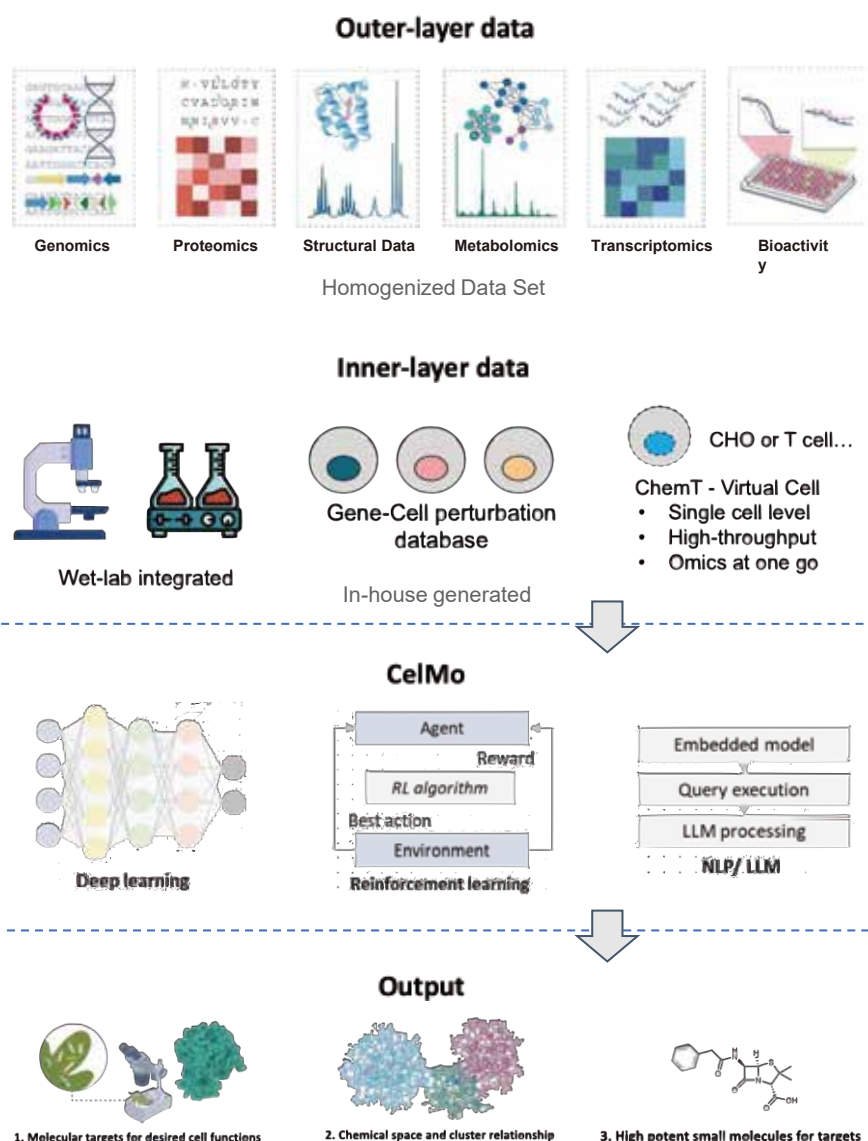 Outer-layer data
Genomics
Proteomics
Structural Data
Metabolomics
Transcriptomics
Bioactivit
y
Homogenized Data Set
Inner-layer data
Wet-lab integrated
Gene-Cell perturbation
database
CHO or T cell…
ChemT - Virtual Cell
• Single cell level
• High-throughput
• Omics at one go
In-house generated
CelMo
Agent
Reward
RL algorithm
Best action
Environment
Deep learning
Reinforcement learning
Embedded model
Query execution
LLM processing
NLP/ LLM
Output
H
N
H
S
O
O
N
O
OH
1. Molecular targets for desired cell functions
2. Chemical space and cluster relationship
3. High potent small molecules for targets